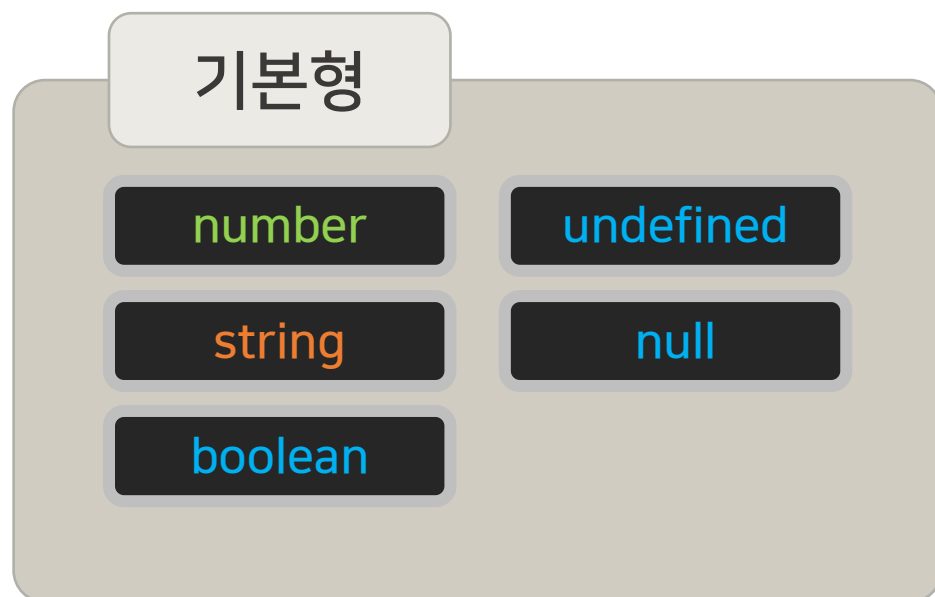 기본형
number
undefined
string
null
boolean